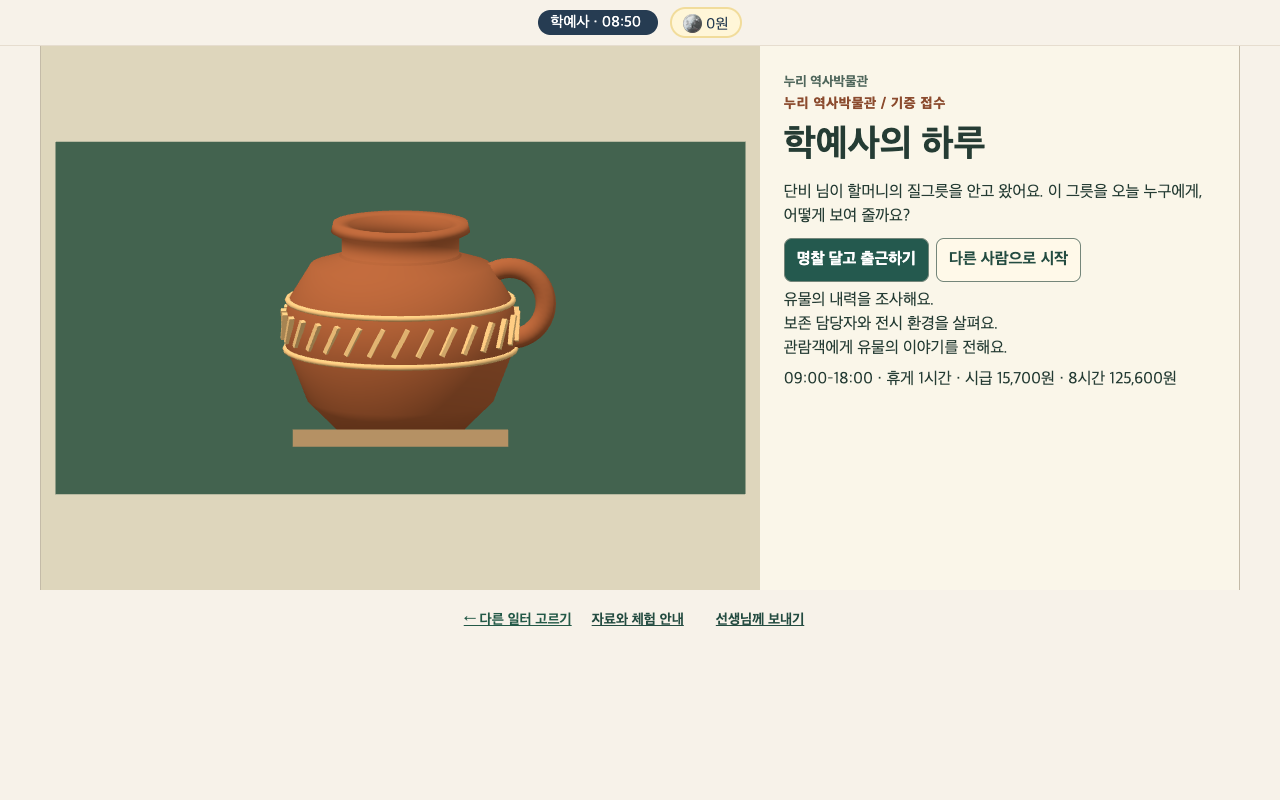 학예사 · 08:50
0원
누리 역사박물관
누리 역사박물관 / 기증 접수
학예사의 하루
단비 님이 할머니의 질그릇을 안고 왔어요. 이 그릇을 오늘 누구에게,
어떻게 보여 줄까요?
명찰 달고 출근하기
다른 사람으로 시작
유물의 내력을 조사해요.
보존 담당자와 전시 환경을 살펴요.
관람객에게 유물의 이야기를 전해요.
09:00-18:00 · 휴게 1시간 · 시급 15,700원 · 8시간 125,600원
← 다른 일터 고르기
자료와 체험 안내
선생님께 보내기